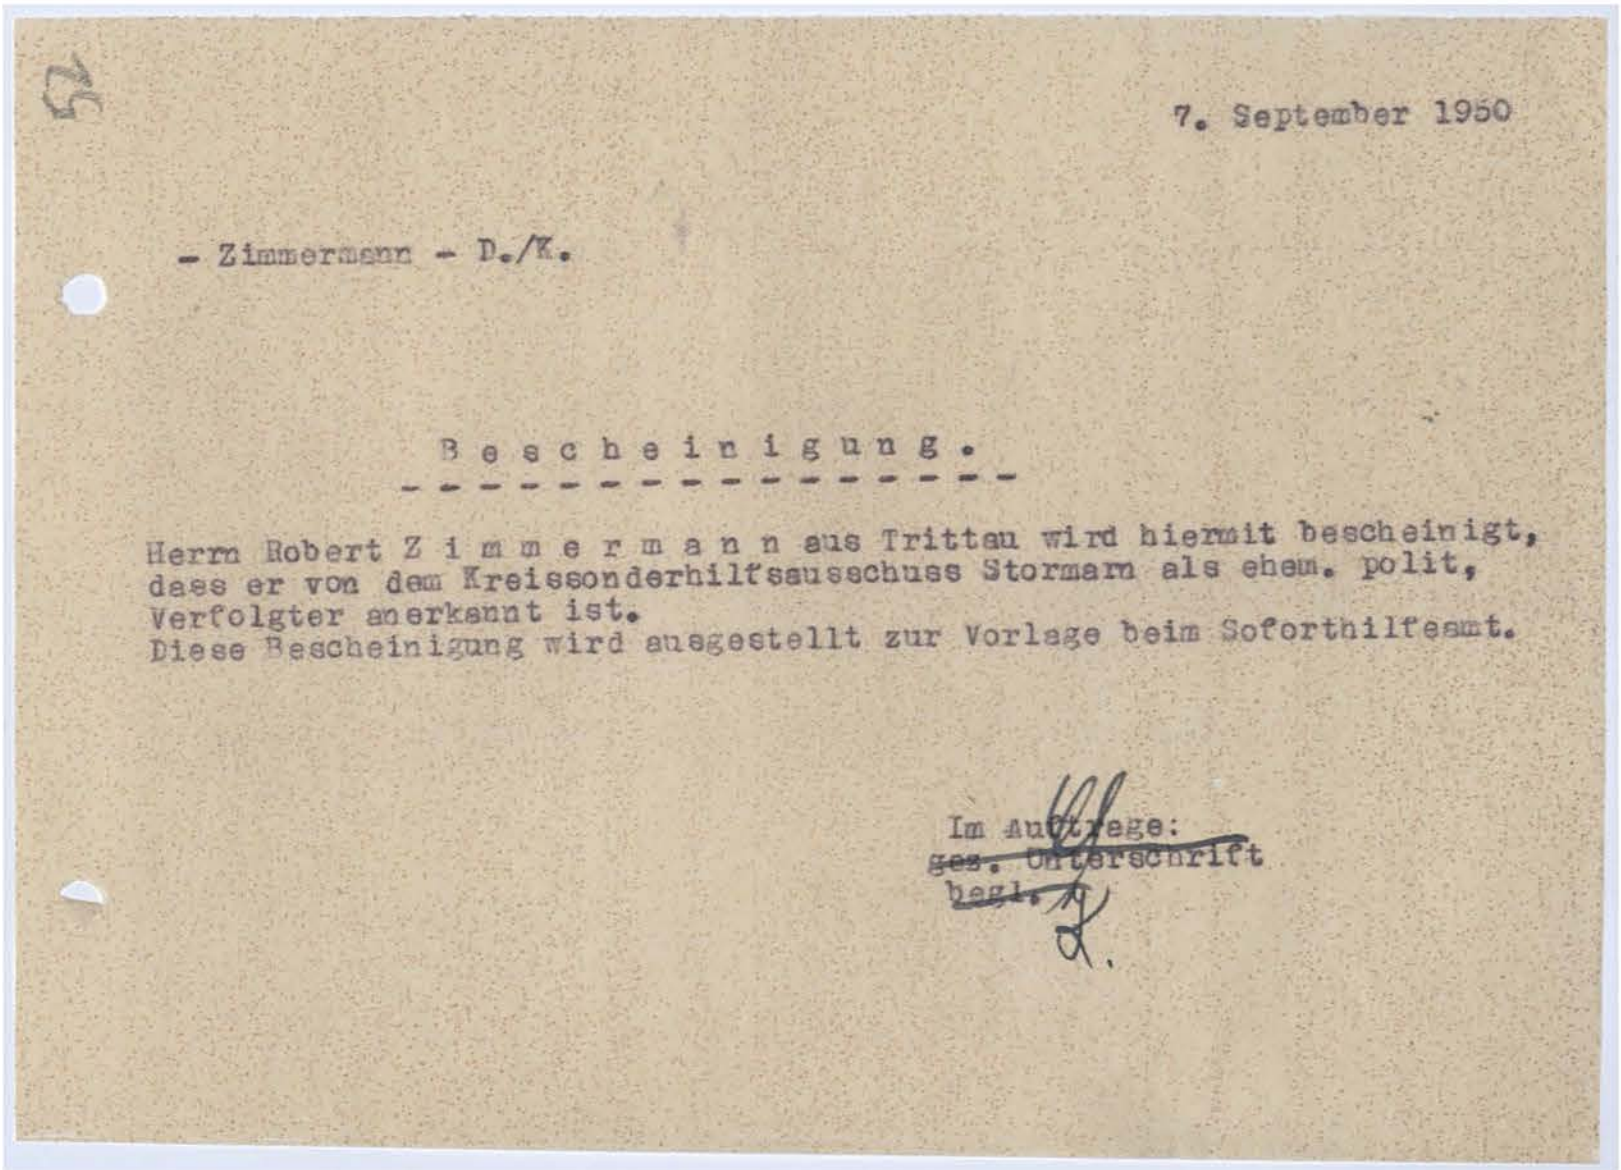 52
7. September 1950
- Zimmermann - D./K.
B e s c h e i n i g u n g .
- - - - - - - - - - - - - - - -
Herrn Robert Z i m m e r m a n n aus Trittau wird hiermit bescheinigt,
dass er von dem Kreissonderhilfsausschuss Stormarn als ehem. polit,
Verfolgter anerkannt ist.
Diese Bescheinigung wird ausgestellt zur Vorlage beim Soforthilfeamt.
Im Auftrage:
gez. Unterschrift
begl.
K.